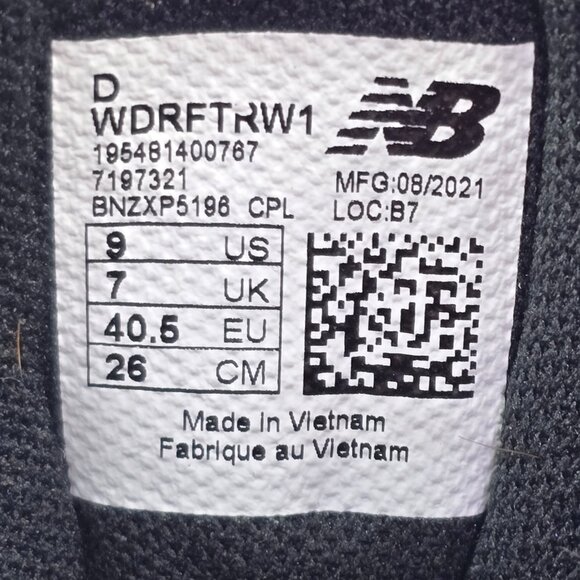 D
WDRFTRW1
195481400767
7197321
BNZXP5196 CPL
NB
MFG:08/2021
LOC:B7
9 US
7 UK
40.5 EU
26 CM
Made in Vietnam
Fabrique au Vietnam